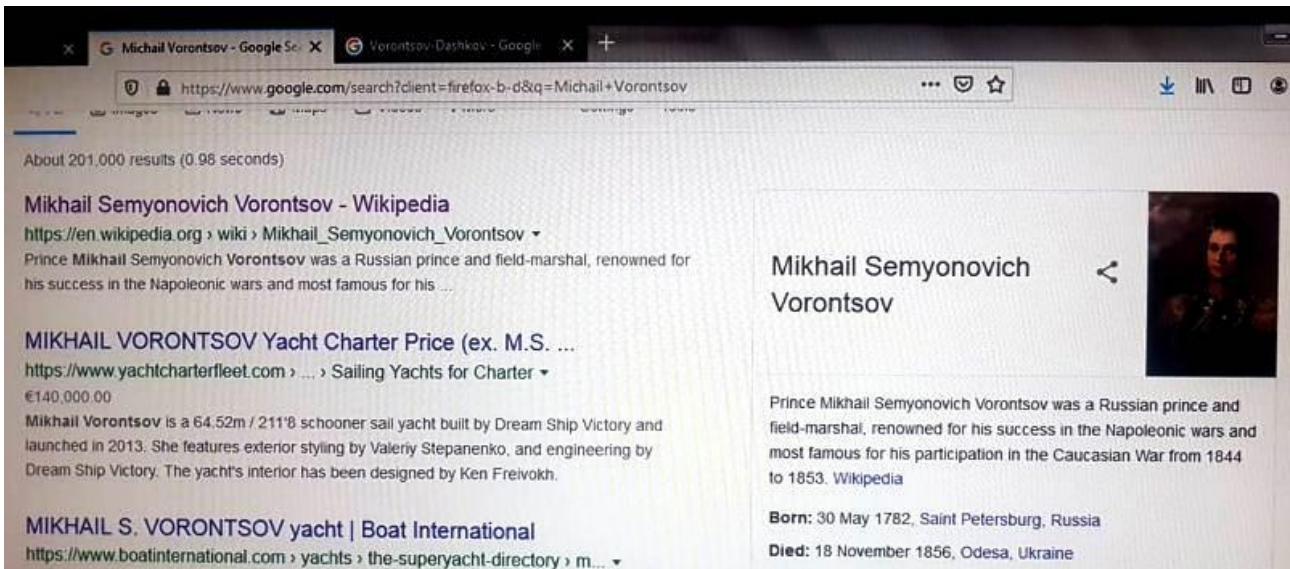 Michail Vorontsov - Google Se
Vorontsov-Dashkov - Google
https://www.google.com/search?client=firefox-b-d&q=Michail+Vorontsov
About 201,000 results (0.98 seconds)
Mikhail Semyonovich Vorontsov - Wikipedia
https://en.wikipedia.org › wiki › Mikhail_Semyonovich_Vorontsov
Prince Mikhail Semyonovich Vorontsov was a Russian prince and field-marshal, renowned for
his success in the Napoleonic wars and most famous for his ...
MIKHAIL VORONTSOV Yacht Charter Price (ex. M.S. ...
https://www.yachtcharterfleet.com › ... › Sailing Yachts for Charter
€140,000.00
Mikhail Vorontsov is a 64.52m / 211'8 schooner sail yacht built by Dream Ship Victory and
launched in 2013. She features exterior styling by Valeriy Stepanenko, and engineering by
Dream Ship Victory. The yacht's interior has been designed by Ken Freivokh.
MIKHAIL S. VORONTSOV yacht | Boat International
https://www.boatinternational.com › yachts › the-superyacht-directory › m...
Mikhail Semyonovich
Vorontsov
Prince Mikhail Semyonovich Vorontsov was a Russian prince and
field-marshal, renowned for his success in the Napoleonic wars and
most famous for his participation in the Caucasian War from 1844
to 1853. Wikipedia
Born: 30 May 1782, Saint Petersburg, Russia
Died: 18 November 1856, Odesa, Ukraine